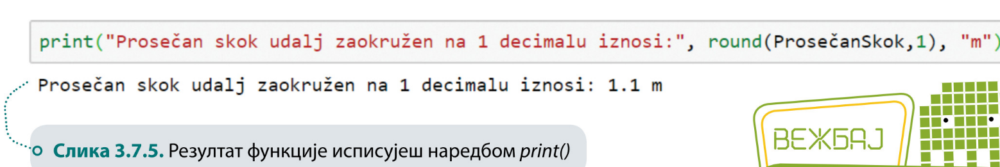 print("Prosečan skok udalj zaokružen na 1 decimalu iznosi:", round(ProsečanSkok,1), "m")
Prosečan skok udalj zaokružen na 1 decimalu iznosi: 1.1 m
Слика 3.7.5. Резултат функције исписујеш наредбом print()
ВЕЖБАЈ